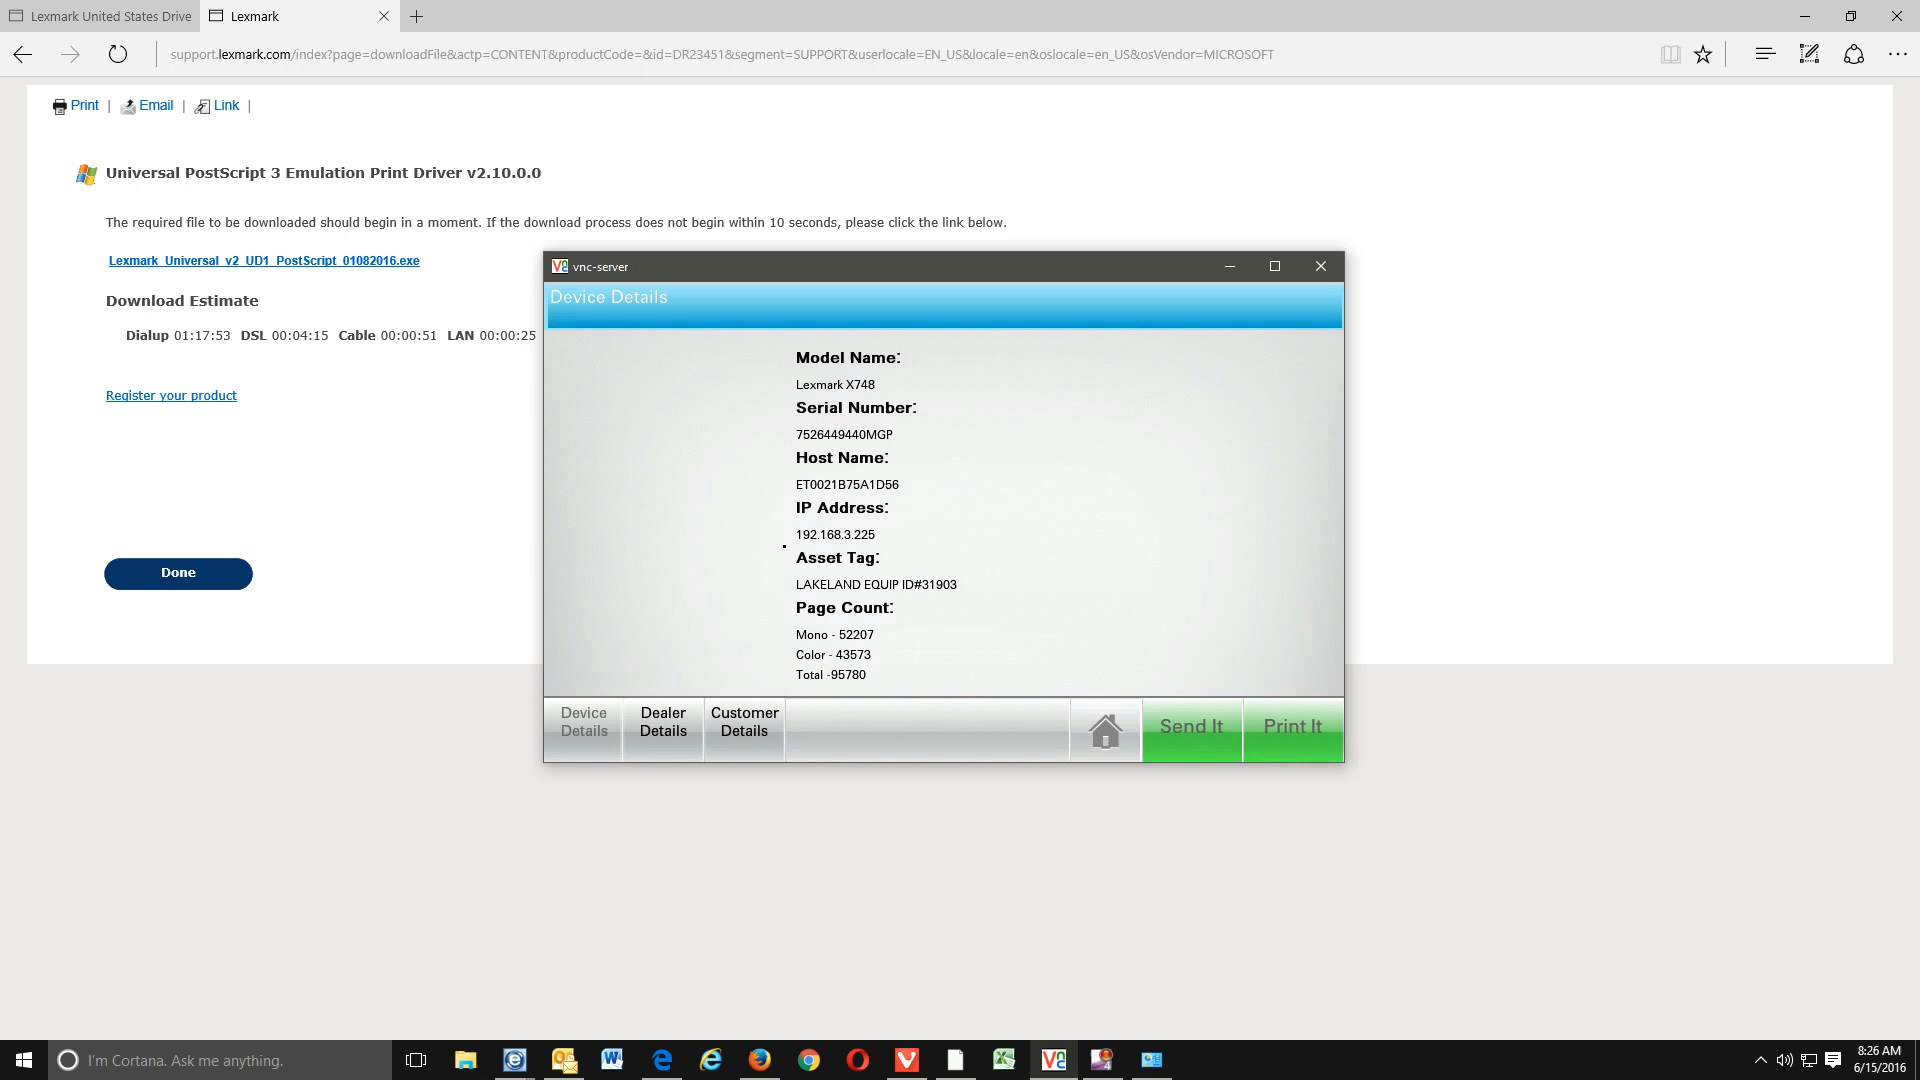 Lexmark United States Drive
Lexmark
support.lexmark.com/index?page=downloadFile&actp=CONTENT&productCode=&id=DR23451&segment=SUPPORT&userlocale=EN_US&locale=en&oslocale=en_US&osVendor=MICROSOFT
Print | Email | Link |
Universal PostScript 3 Emulation Print Driver v2.10.0.0
The required file to be downloaded should begin in a moment. If the download process does not begin within 10 seconds, please click the link below.
Lexmark_Universal_v2_UD1_PostScript_01082016.exe
Download Estimate
Dialup 01:17:53 DSL 00:04:15 Cable 00:00:51 LAN 00:00:25
Register your product
Done
vnc-server
Device Details
Model Name:
Lexmark X748
Serial Number:
7526449440MGP
Host Name:
ET0021B75A1D56
IP Address:
192.168.3.225
Asset Tag:
LAKELAND EQUIP ID#31903
Page Count:
Mono - 52207
Color - 43573
Total -95780
Device Details
Dealer Details
Customer Details
Send It
Print It
I'm Cortana. Ask me anything.
8:26 AM
6/15/2016